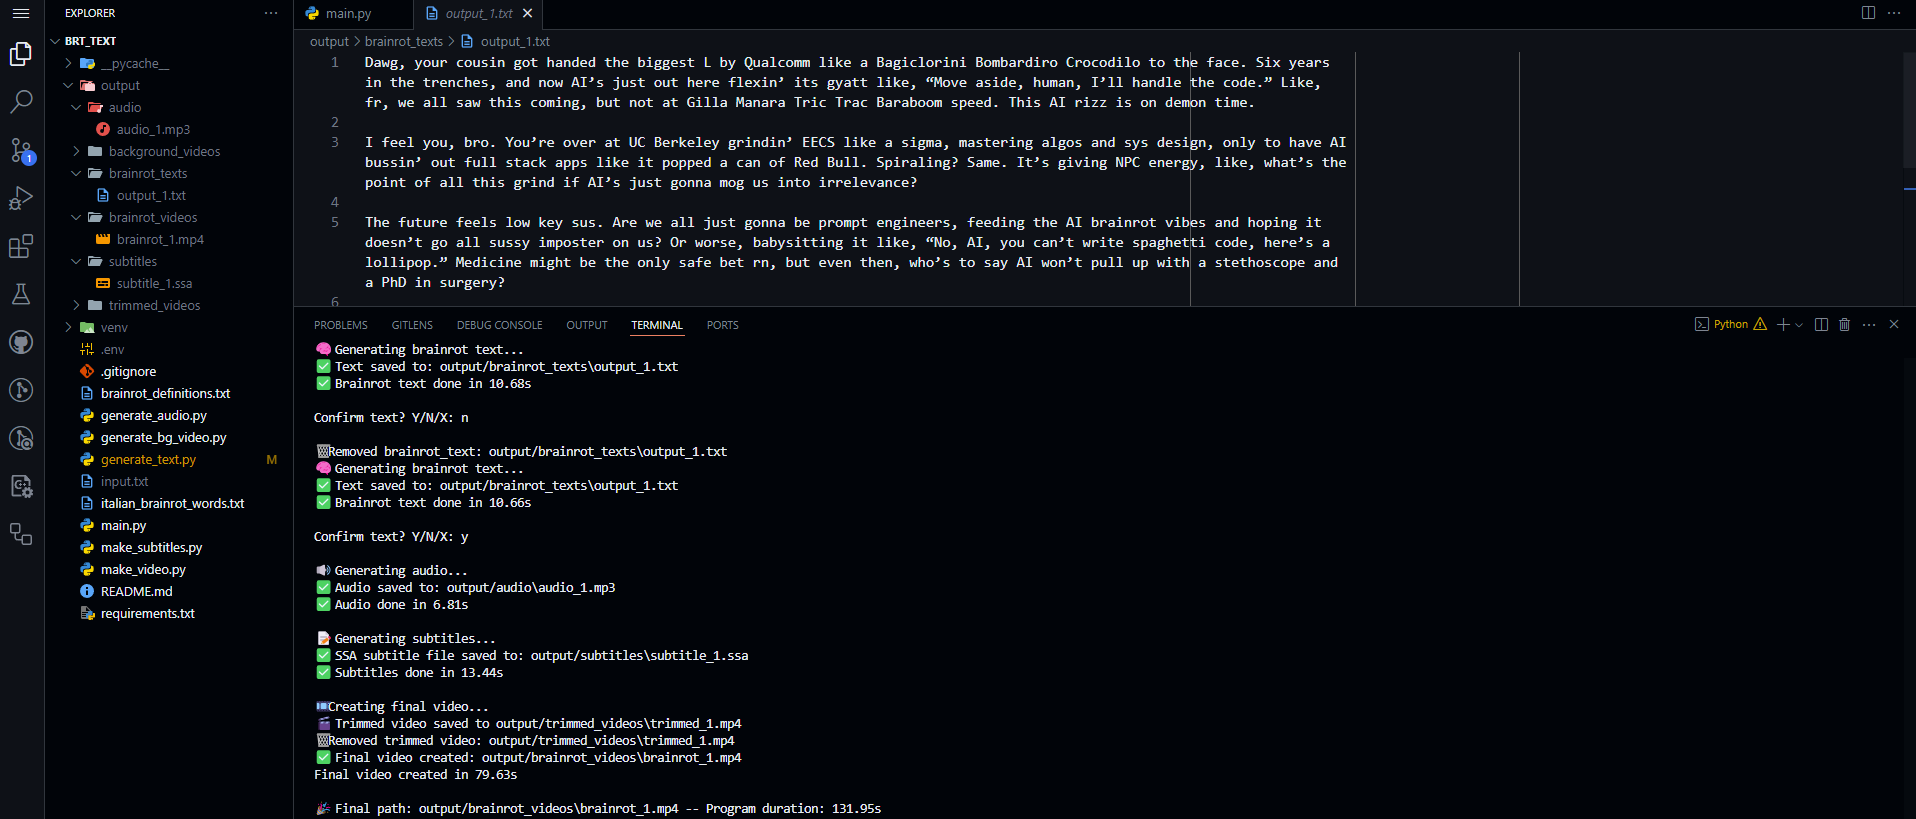 EXPLORER
BRT_TEXT
__pycache__
output
audio
audio_1.mp3
background_videos
brainrot_texts
output_1.txt
brainrot_videos
brainrot_1.mp4
subtitles
subtitle_1.ssa
trimmed_videos
venv
.env
.gitignore
brainrot_definitions.txt
generate_audio.py
generate_bg_video.py
generate_text.py M
input.txt
italian_brainrot_words.txt
main.py
make_subtitles.py
make_video.py
README.md
requirements.txt
1
main.py output_1.txt
output > brainrot_texts > output_1.txt
1 Dawg, your cousin got handed the biggest L by Qualcomm like a Bagiclorini Bombardiro Crocodilo to the face. Six years
in the trenches, and now AI’s just out here flexin’ its gyatt like, “Move aside, human, I’ll handle the code.” Like,
fr, we all saw this coming, but not at Gilla Manara Tric Trac Baraboom speed. This AI rizz is on demon time.
2
3 I feel you, bro. You’re over at UC Berkeley grindin’ EECS like a sigma, mastering algos and sys design, only to have AI
bussin’ out full stack apps like it popped a can of Red Bull. Spiraling? Same. It’s giving NPC energy, like, what’s the
point of all this grind if AI’s just gonna mog us into irrelevance?
4
5 The future feels low key sus. Are we all just gonna be prompt engineers, feeding the AI brainrot vibes and hoping it
doesn’t go all sussy imposter on us? Or worse, babysitting it like, “No, AI, you can’t write spaghetti code, here’s a
lollipop.” Medicine might be the only safe bet rn, but even then, who’s to say AI won’t pull up with a stethoscope and
a PhD in surgery?
6
PROBLEMS GITLENS DEBUG CONSOLE OUTPUT TERMINAL PORTS
Python
Generating brainrot text...
Text saved to: output/brainrot_texts\output_1.txt
Brainrot text done in 10.68s
Confirm text? Y/N/X: n
Removed brainrot_text: output/brainrot_texts\output_1.txt
Generating brainrot text...
Text saved to: output/brainrot_texts\output_1.txt
Brainrot text done in 10.66s
Confirm text? Y/N/X: y
Generating audio...
Audio saved to: output/audio\audio_1.mp3
Audio done in 6.81s
Generating subtitles...
SSA subtitle file saved to: output/subtitles\subtitle_1.ssa
Subtitles done in 13.44s
Creating final video...
Trimmed video saved to output/trimmed_videos\trimmed_1.mp4
Removed trimmed video: output/trimmed_videos\trimmed_1.mp4
Final video created: output/brainrot_videos\brainrot_1.mp4
Final video created in 79.63s
Final path: output/brainrot_videos\brainrot_1.mp4 -- Program duration: 131.95s